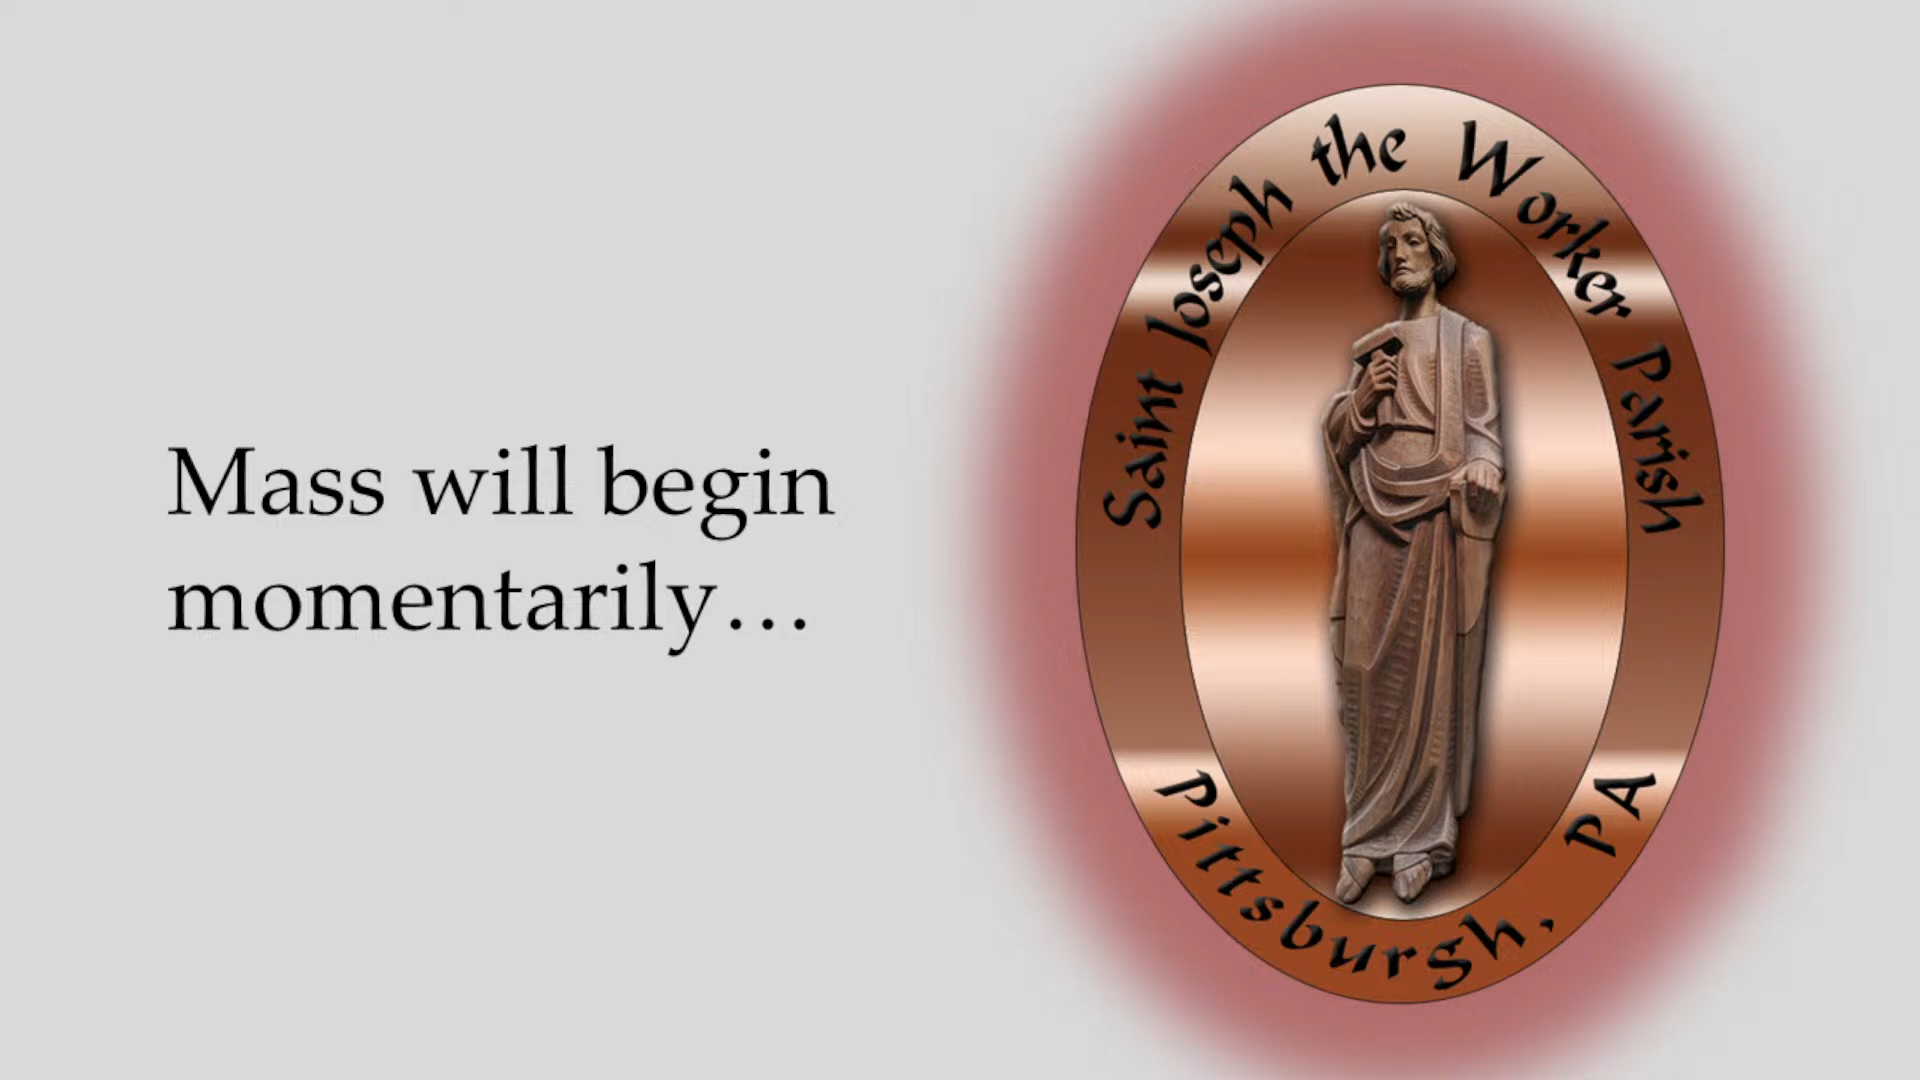 Mass will begin
momentarily…
Saint Joseph the Worker Parish
Pittsburgh, PA